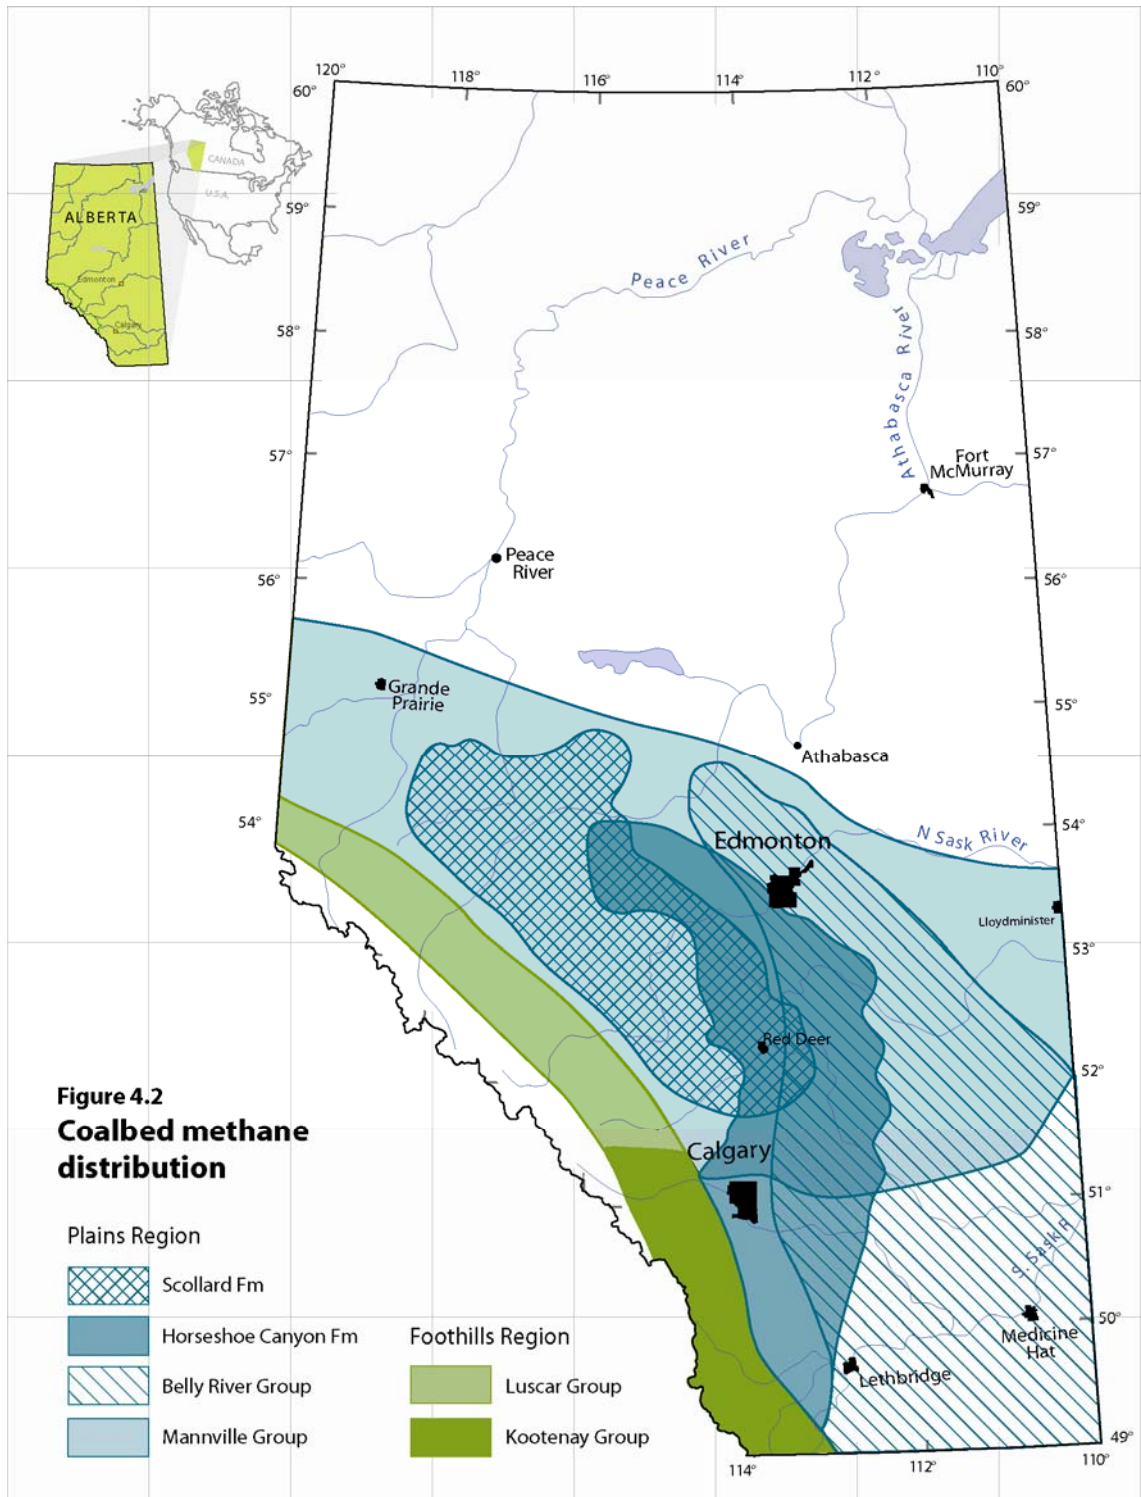 120°
118°
116°
114°
112°
110°
60°
60°
CANADA
U.S.A.
ALBERTA
Edmonton
Calgary
59°
59°
Peace River
58°
58°
Athabasca River
57°
57°
Fort
McMurray
Peace
River
56°
56°
55°
55°
Grande
Prairie
Athabasca
54°
54°
N Sask River
Edmonton
Lloydminister
53°
Red Deer
52°
Figure 4.2
Coalbed methane
distribution
Calgary
51°
Plains Region
S. Sask R
Scollard Fm
50°
Horseshoe Canyon Fm
Foothills Region
Medicine
Hat
Lethbridge
Belly River Group
Luscar Group
Mannville Group
Kootenay Group
49°
114°
112°
110°